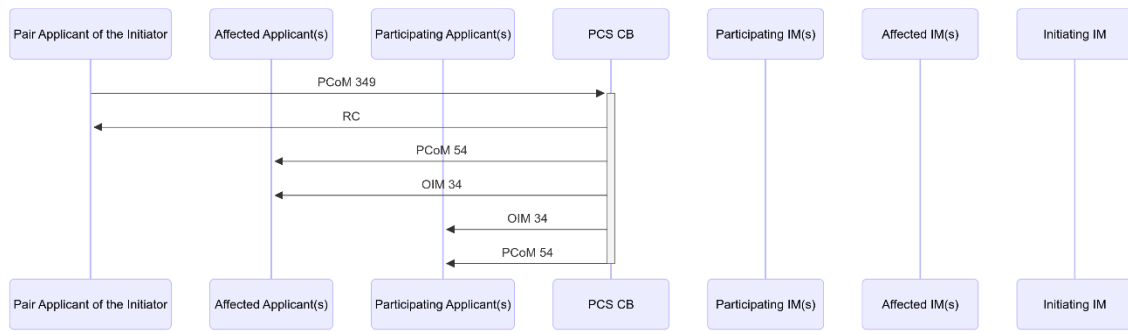 Pair Applicant of the Initiator
Affected Applicant(s)
Participating Applicant(s)
PCS CB
Participating IM(s)
Affected IM(s)
Initiating IM
PCoM 349
RC
PCoM 54
OIM 34
OIM 34
PCoM 54
Pair Applicant of the Initiator
Affected Applicant(s)
Participating Applicant(s)
PCS CB
Participating IM(s)
Affected IM(s)
Initiating IM